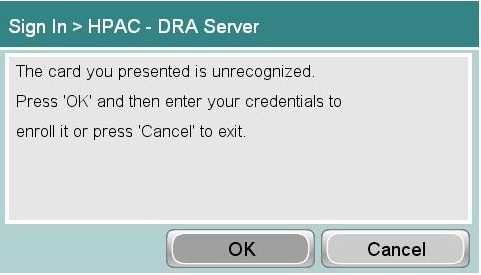 Sign In > HPAC - DRA Server
The card you presented is unrecognized.
Press 'OK' and then enter your credentials to
enroll it or press 'Cancel' to exit.
OK
Cancel